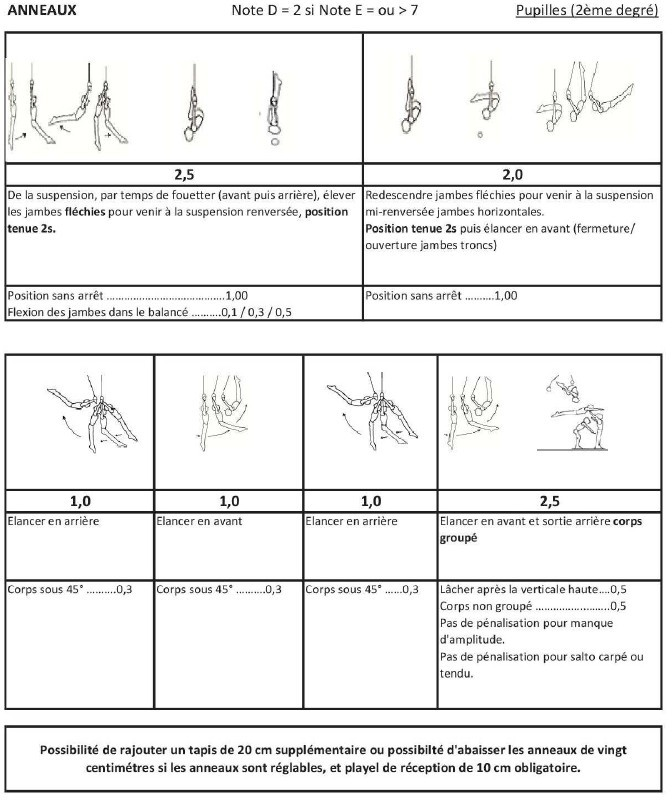 ANNEAUX Note D = 2 si Note E = ou > 7 Pupilles (2ème degré)
2,5
De la suspension, par temps de fouetter (avant puis arrière), élever
les jambes fléchies pour venir à la suspension renversée, position
tenue 2s.
Position sans arrêt ..........................................1,00
Flexion des jambes dans le balancé ..........0,1 / 0,3 / 0,5
2,0
Redescendre jambes fléchies pour venir à la suspension
mi-renversée jambes horizontales.
Position tenue 2s puis élancer en avant (fermeture/
ouverture jambes troncs)
Position sans arrêt ..........1,00
1,0
Elancer en arrière
Corps sous 45° ..........0,3
1,0
Elancer en avant
Corps sous 45° ..........0,3
1,0
Elancer en arrière
Corps sous 45° ......0,3
2,5
Elancer en avant et sortie arrière corps
groupé
Lâcher après la verticale haute....0,5
Corps non groupé ..........................0,5
Pas de pénalisation pour manque
d'amplitude.
Pas de pénalisation pour salto carpé ou
tendu.
Possibilité de rajouter un tapis de 20 cm supplémentaire ou possibilté d'abaisser les anneaux de vingt
centimétres si les anneaux sont réglables, et playel de réception de 10 cm obligatoire.